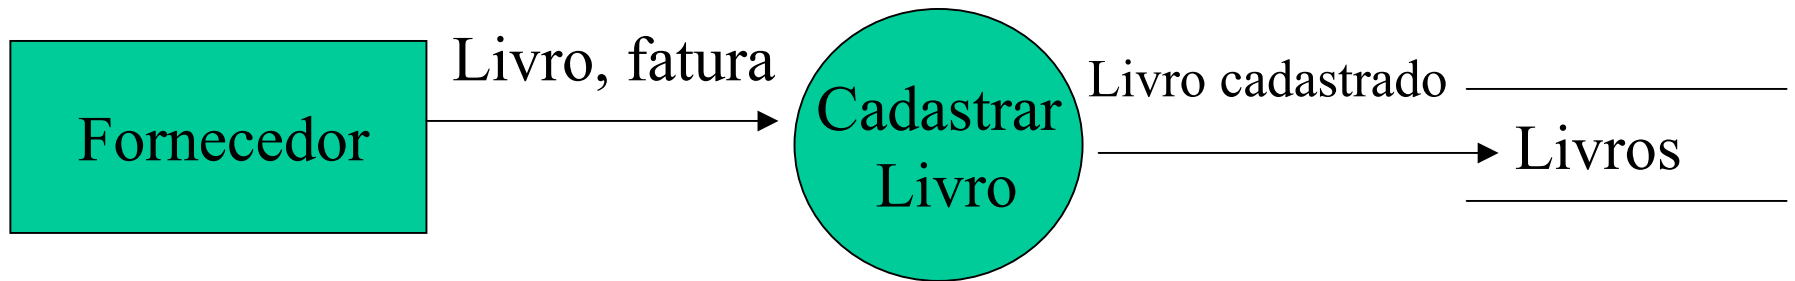 Fornecedor
Livro, fatura
Cadastrar
Livro
Livro cadastrado
Livros